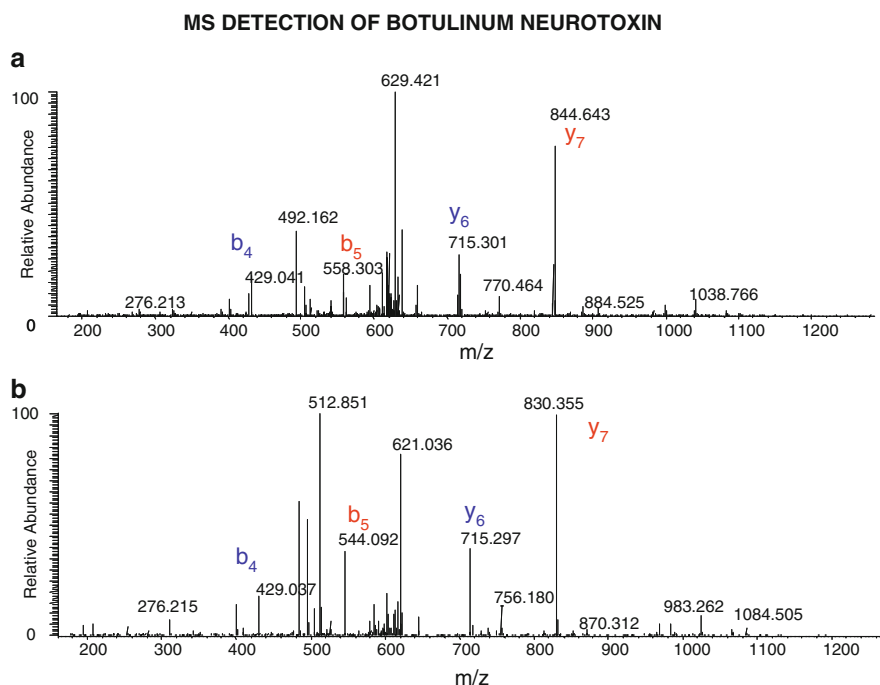 MS DETECTION OF BOTULINUM NEUROTOXIN
a
Relative Abundance
100
0
629.421
844.643
y7
492.162
b4
429.041
b5
558.303
y6
715.301
770.464
276.213
884.525
1038.766
200 300 400 500 600 700 800 900 1000 1100 1200
m/z
b
Relative Abundance
100
0
512.851
830.355
y7
621.036
b5
544.092
y6
715.297
b4
429.037
276.215
756.180
870.312
983.262
1084.505
200 300 400 500 600 700 800 900 1000 1100 1200
m/z